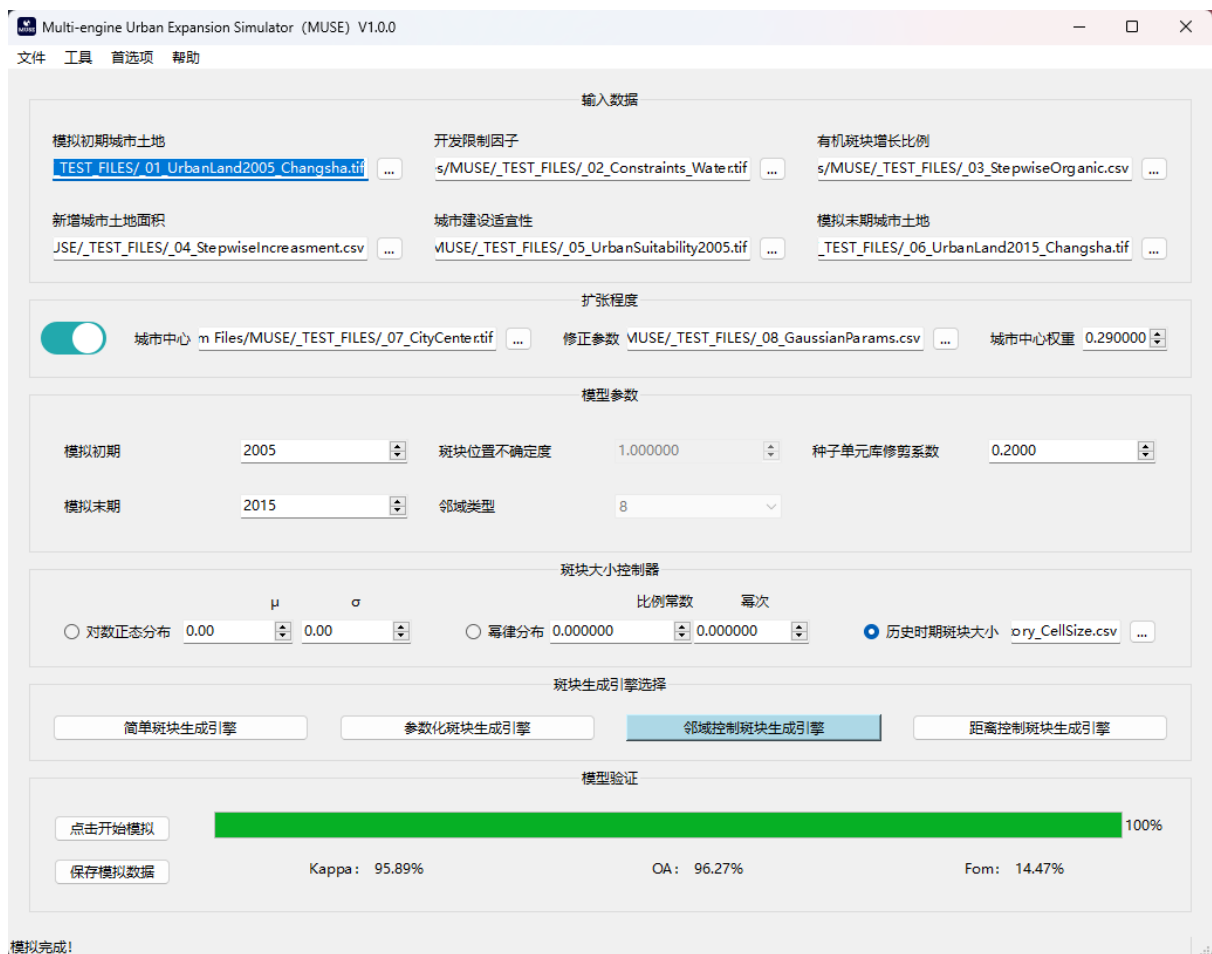 Multi-engine Urban Expansion Simulator（MUSE）V1.0.0
文件 工具 首选项 帮助
输入数据
模拟初期城市土地 开发限制因子 有机斑块增长比例
_TEST_FILES/_01_UrbanLand2005_Changsha.tif ... s/MUSE/_TEST_FILES/_02_Constraints_Water.tif ... s/MUSE/_TEST_FILES/_03_StepwiseOrganic.csv ...
新增城市土地面积 城市建设适宜性 模拟末期城市土地
USE/_TEST_FILES/_04_StepwiseIncreasment.csv ... MUSE/_TEST_FILES/_05_UrbanSuitability2005.tif ... _TEST_FILES/_06_UrbanLand2015_Changsha.tif ...
扩张程度
城市中心 m Files/MUSE/_TEST_FILES/_07_CityCenter.tif ... 修正参数 MUSE/_TEST_FILES/_08_GaussianParams.csv ... 城市中心权重 0.290000
模型参数
模拟初期 2005 斑块位置不确定度 1.000000 种子单元库修剪系数 0.2000
模拟末期 2015 邻域类型 8
斑块大小控制器
μ σ 比例常数 幂次
对数正态分布 0.00 0.00 幂律分布 0.000000 0.000000 历史时期斑块大小 ory_CellSize.csv ...
斑块生成引擎选择
简单斑块生成引擎 参数化斑块生成引擎 邻域控制斑块生成引擎 距离控制斑块生成引擎
模型验证
点击开始模拟 100%
保存模拟数据 Kappa： 95.89% OA： 96.27% Fom： 14.47%
模拟完成!